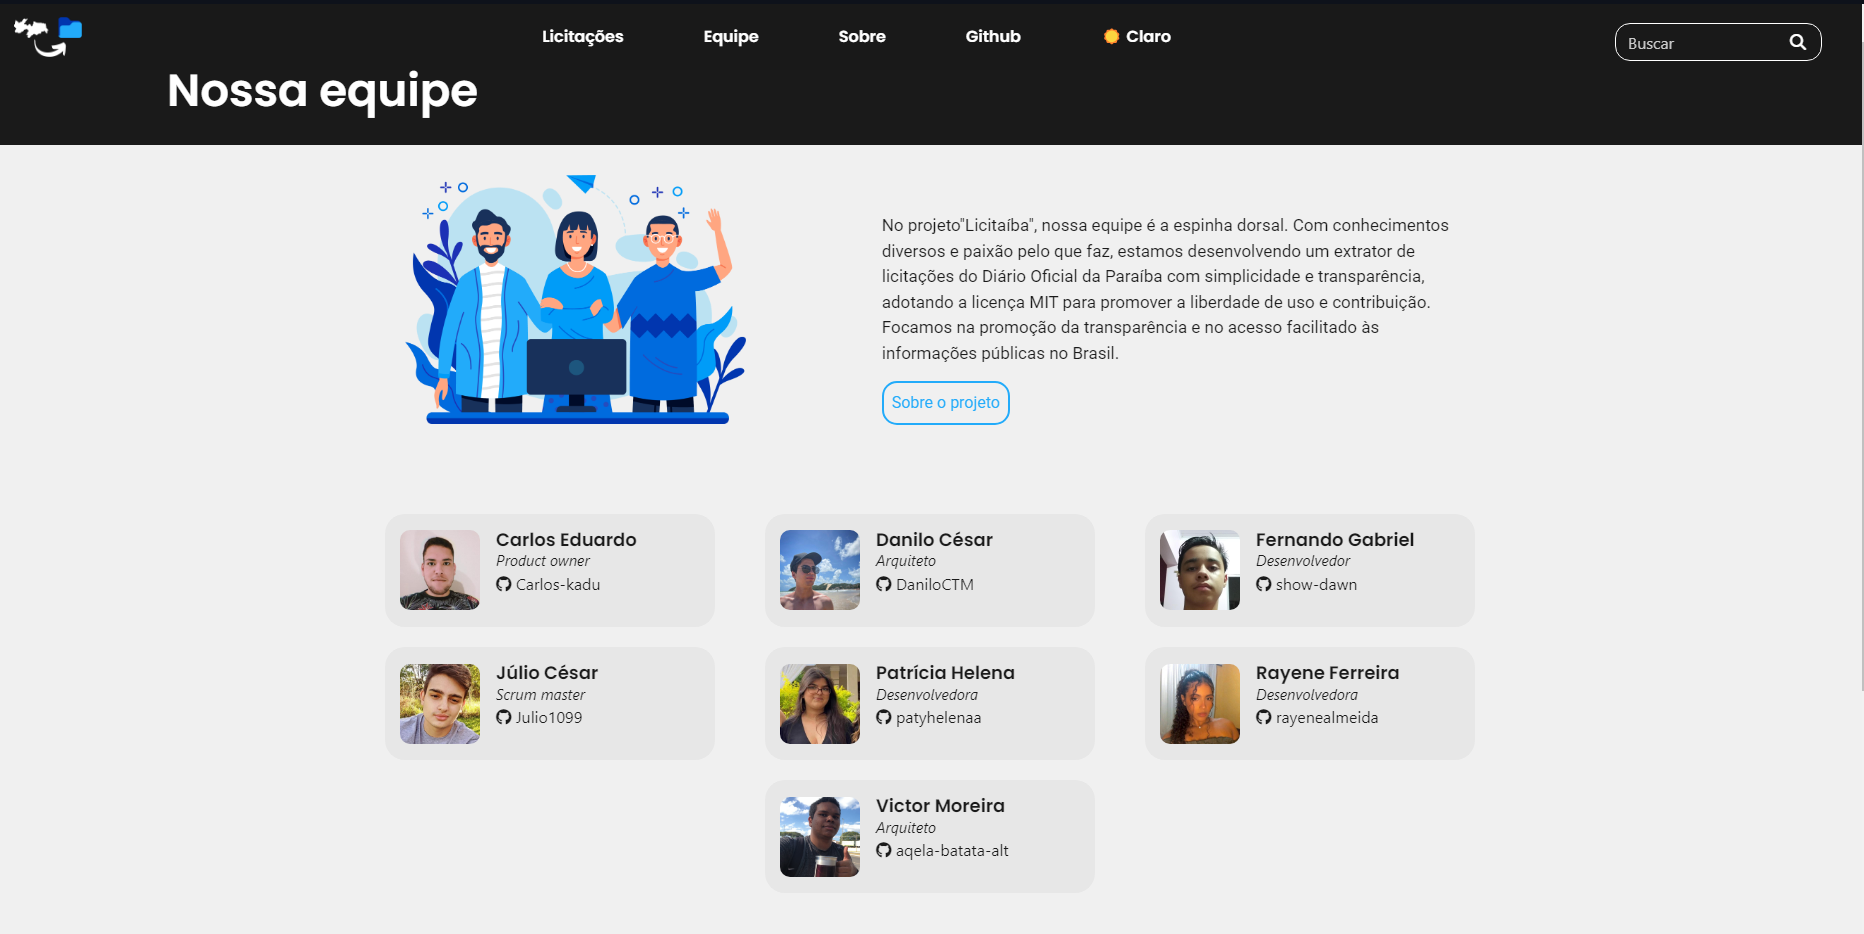 Licitações
Equipe
Sobre
Github
Claro
Buscar
Nossa equipe
No projeto"Licitaíba", nossa equipe é a espinha dorsal. Com conhecimentos
diversos e paixão pelo que faz, estamos desenvolvendo um extrator de
licitações do Diário Oficial da Paraíba com simplicidade e transparência,
adotando a licença MIT para promover a liberdade de uso e contribuição.
Focamos na promoção da transparência e no acesso facilitado às
informações públicas no Brasil.
Sobre o projeto
Carlos Eduardo
Product owner
Carlos-kadu
Danilo César
Arquiteto
DaniloCTM
Fernando Gabriel
Desenvolvedor
show-dawn
Júlio César
Scrum master
Julio1099
Patrícia Helena
Desenvolvedora
patyhelenaa
Rayene Ferreira
Desenvolvedora
rayenealmeida
Victor Moreira
Arquiteto
aqela-batata-alt